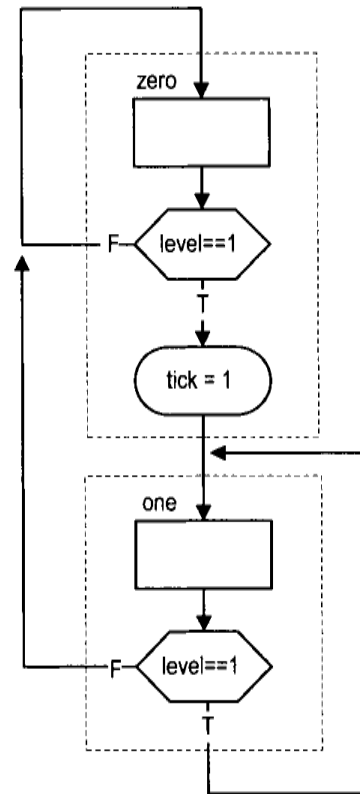 zero
level==1
F
T
tick = 1
one
level==1
F
T